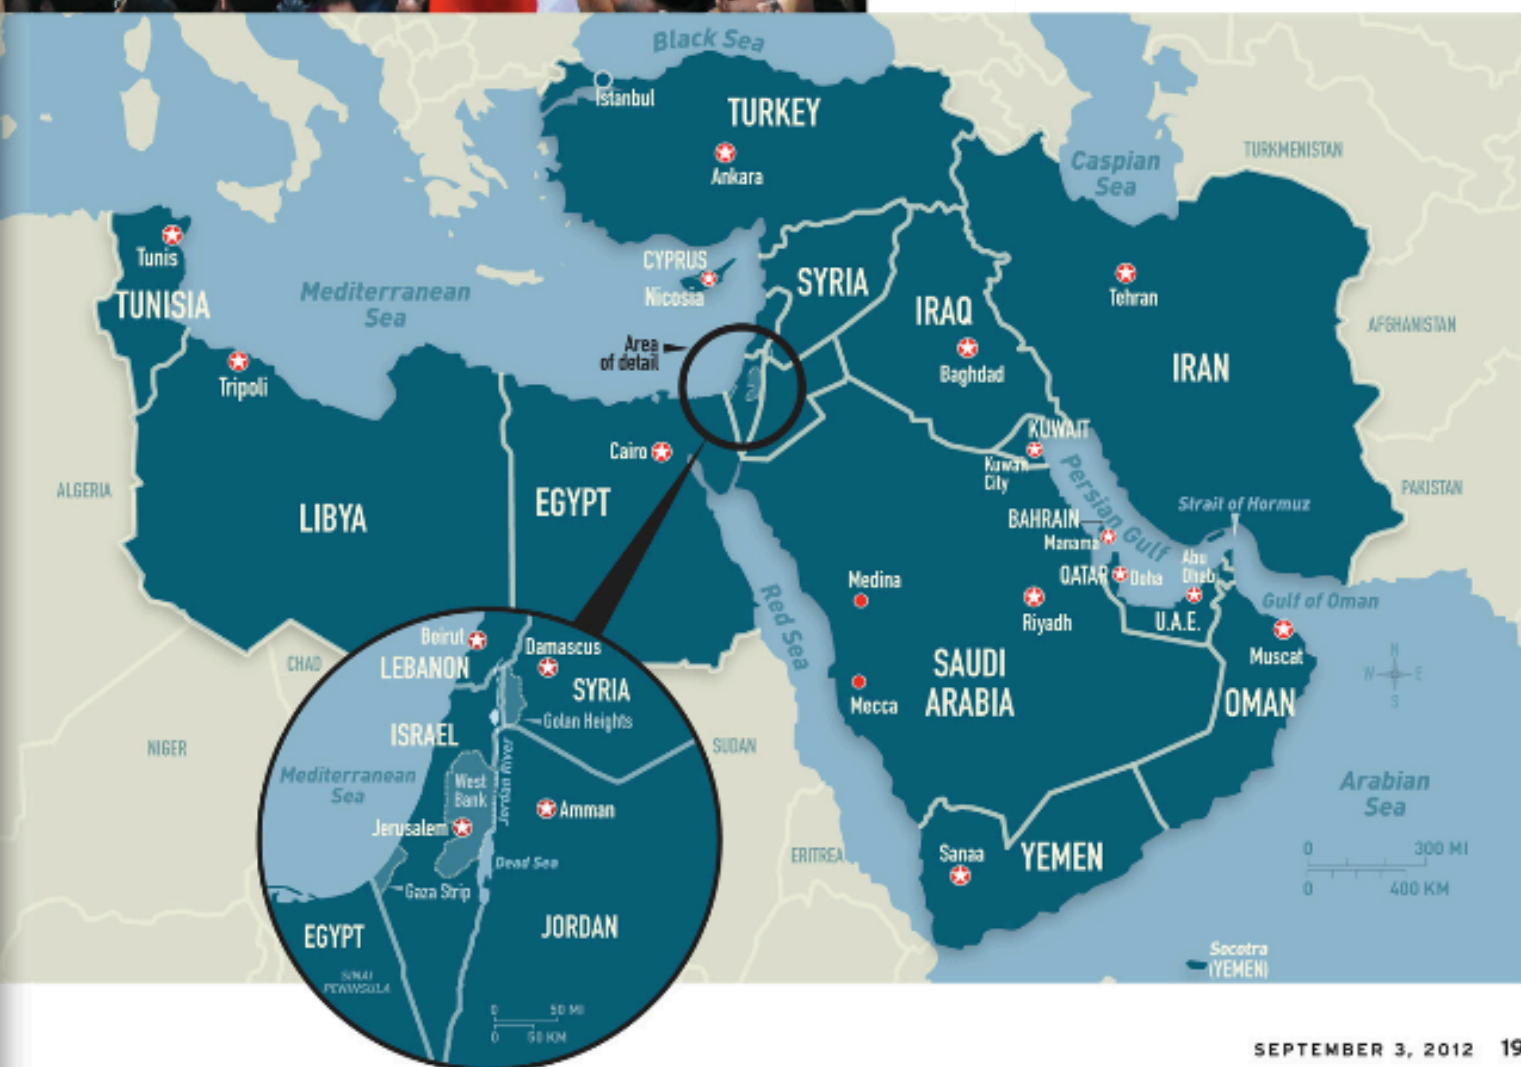 Black Sea
Istanbul
TURKEY
Ankara
Caspian
Sea
TURKMENISTAN
Tunis
TUNISIA
Mediterranean
Sea
CYPRUS
Nicosia
SYRIA
IRAQ
Baghdad
Tehran
IRAN
AFGHANISTAN
Area
of detail
Tripoli
Cairo
KUWAIT
Kuwait
City
Persian Gulf
ALGERIA
LIBYA
EGYPT
PAKISTAN
Strait of Hormuz
BAHRAIN
Manama
QATAR
Doha
Abu
Dhabi
U.A.E.
Gulf of Oman
Medina
Riyadh
Red Sea
Muscat
N
W E
S
SAUDI
ARABIA
Mecca
OMAN
CHAD
NIGER
SUDAN
ERITREA
Arabian
Sea
0 300 MI
0 400 KM
Sanaa
YEMEN
Socotra
(YEMEN)
Beirut
LEBANON
Damascus
SYRIA
Golan Heights
ISRAEL
Mediterranean
Sea
West
Bank
Jordan River
Jerusalem
Amman
Dead Sea
Gaza Strip
EGYPT
JORDAN
SINAI
PENINSULA
0 50 MI
0 50 KM
SEPTEMBER 3, 2012 19